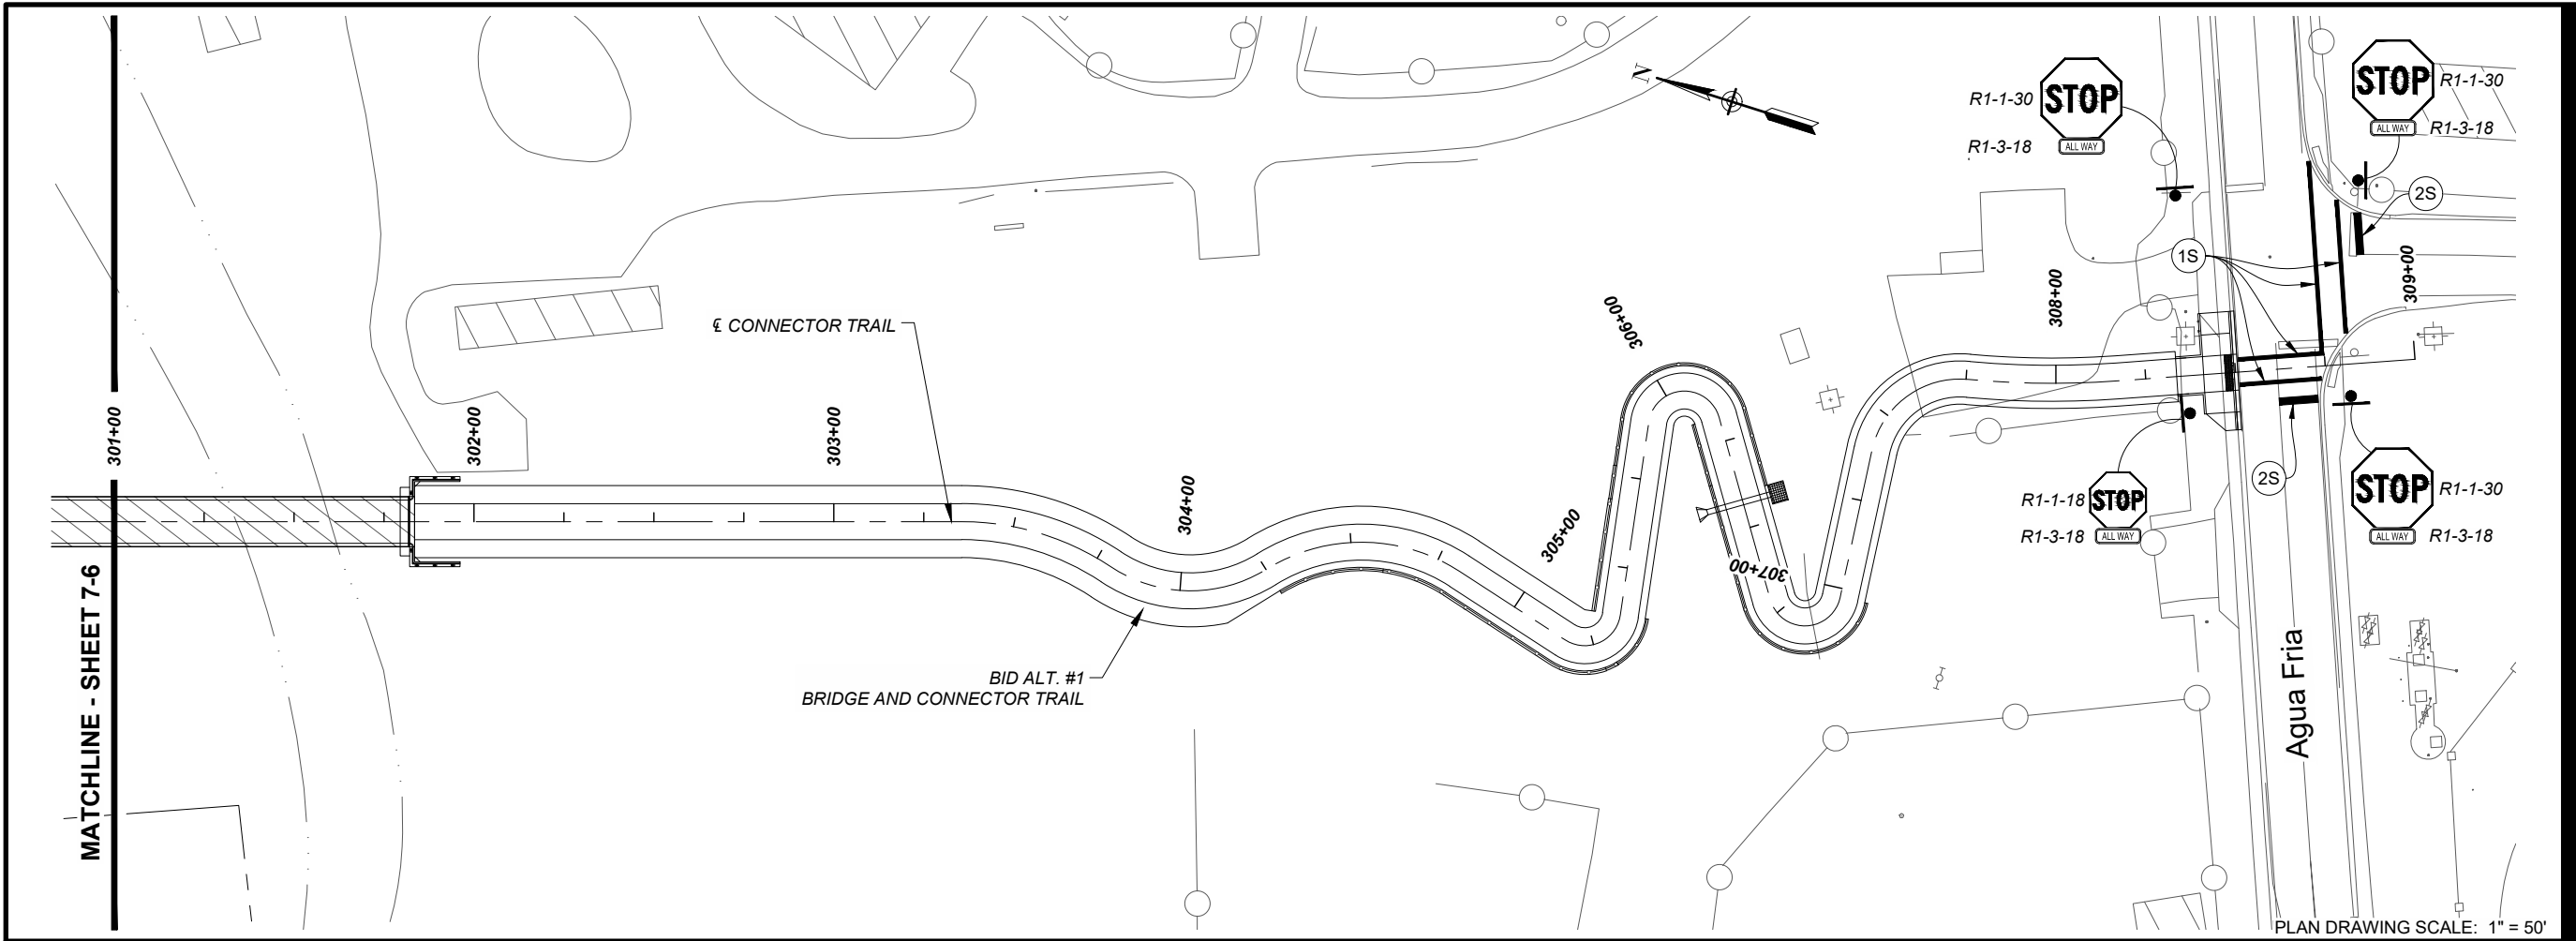 N
R1-1-30
STOP
R1-3-18
ALL WAY
STOP
R1-1-30
ALL WAY
R1-3-18
2S
1S
309+00
308+00
306+00
℄ CONNECTOR TRAIL
301+00
302+00
303+00
304+00
305+00
307+00
R1-1-18
STOP
R1-3-18
ALL WAY
2S
STOP
R1-1-30
ALL WAY
R1-3-18
MATCHLINE - SHEET 7-6
BID ALT. #1
BRIDGE AND CONNECTOR TRAIL
Agua Fria
PLAN DRAWING SCALE: 1" = 50'